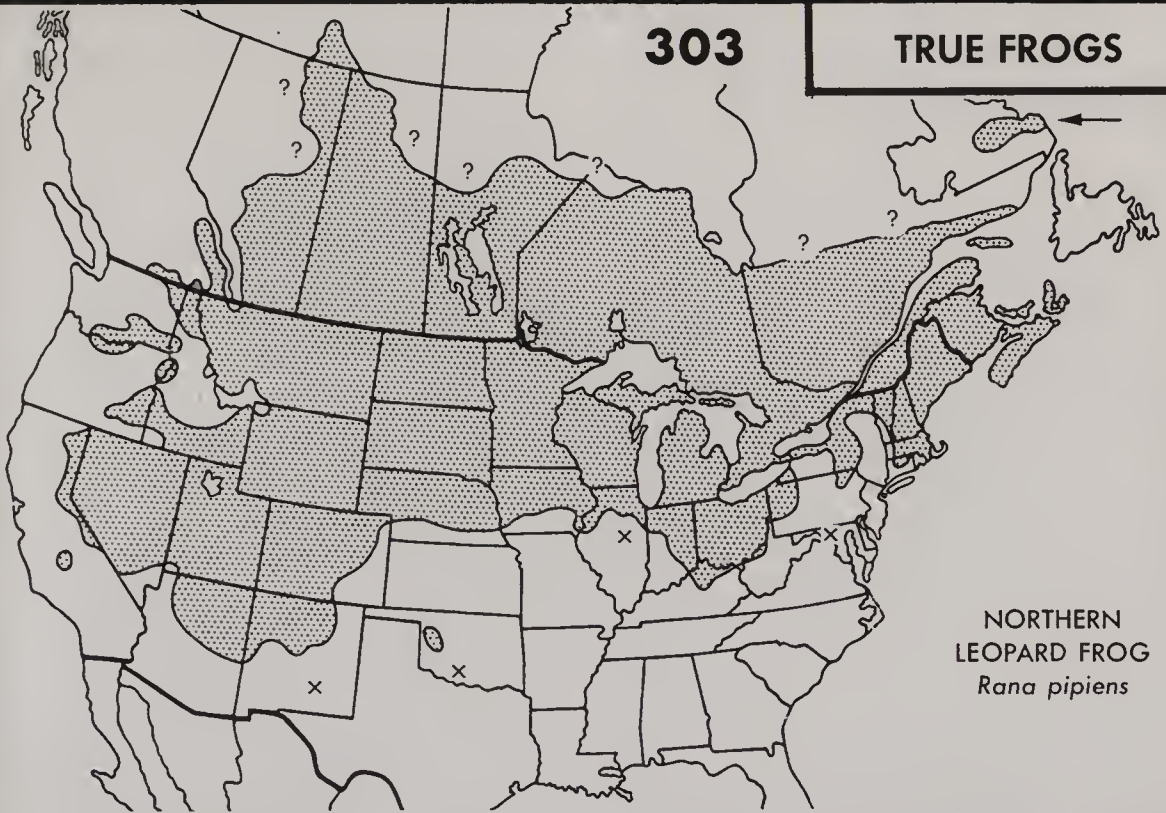 303
TRUE FROGS
?
?
?
?
?
?
?
x
x
x
x
NORTHERN
LEOPARD FROG
Rana pipiens